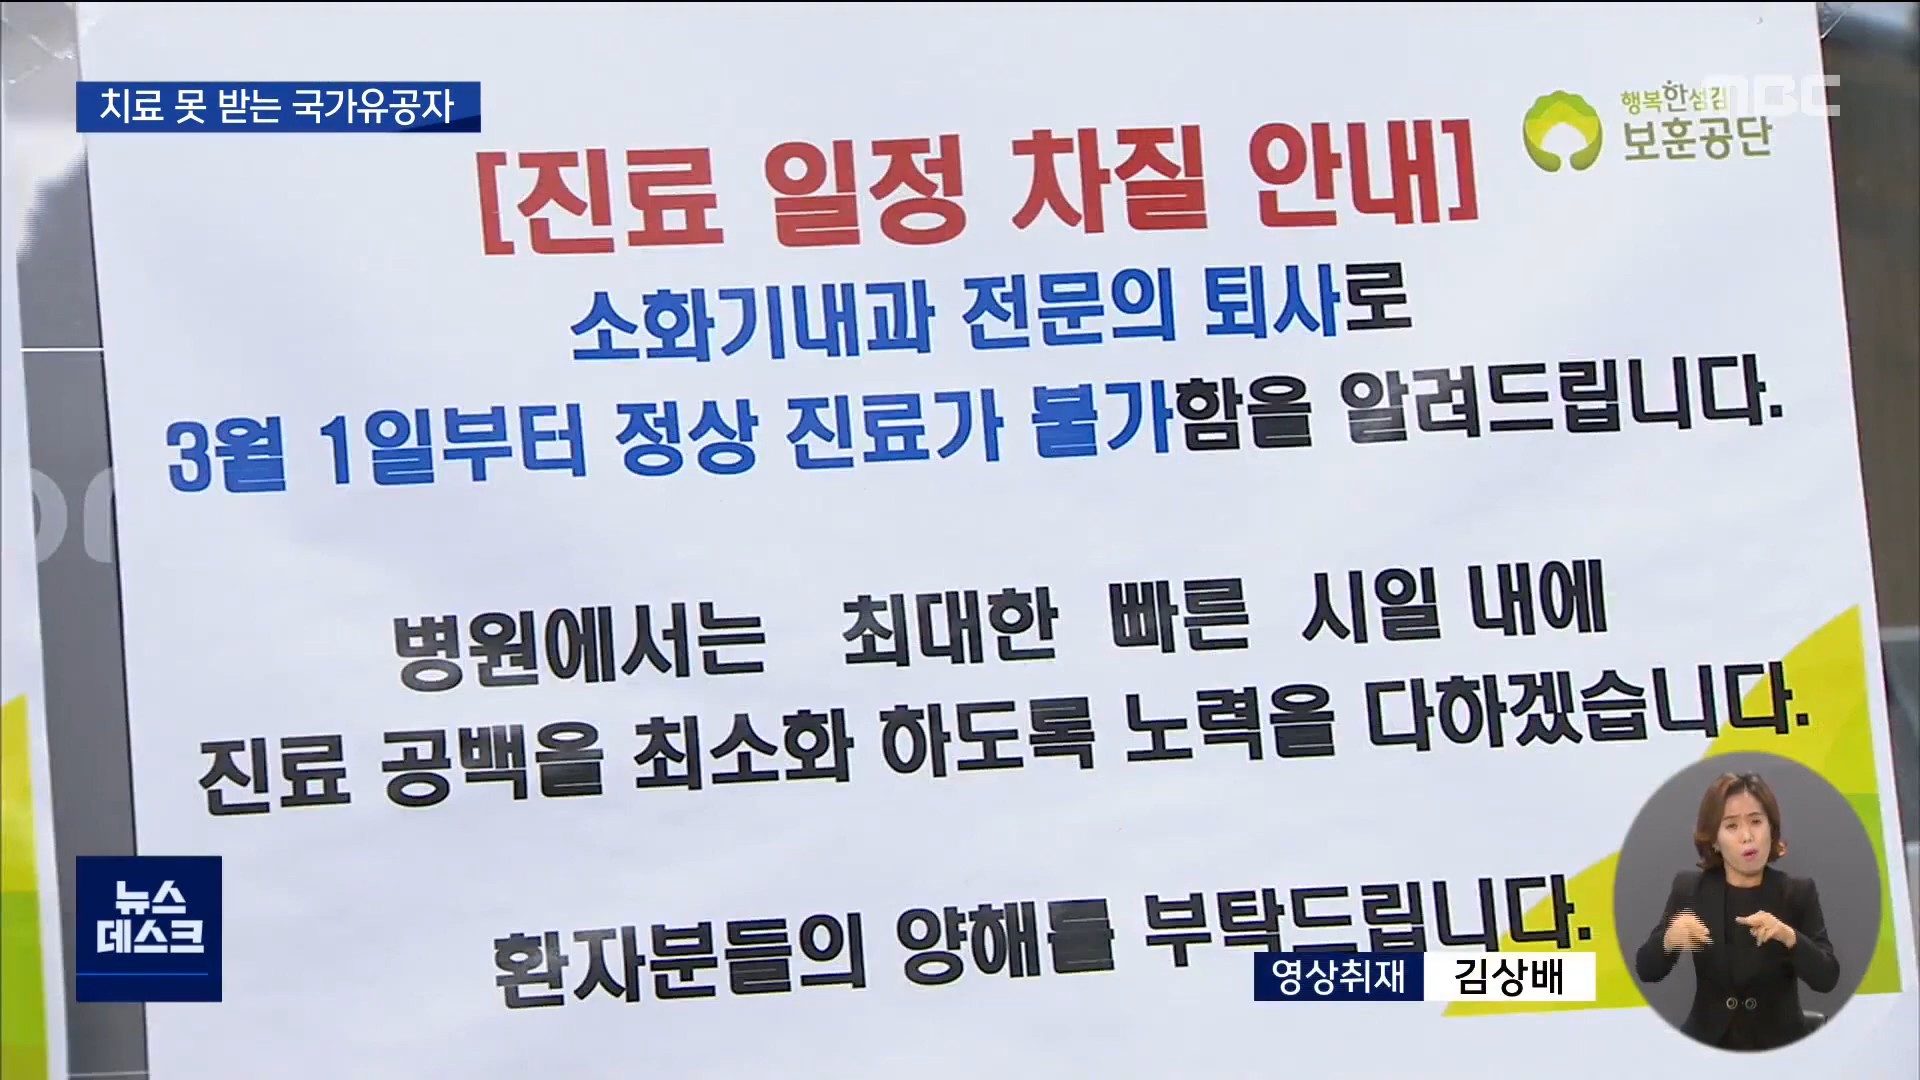 치료 못 받는 국가유공자
MBC
행복한섬김
보훈공단
[진료 일정 차질 안내]
소화기내과 전문의 퇴사로
3월 1일부터 정상 진료가 불가함을 알려드립니다.
병원에서는 최대한 빠른 시일 내에
진료 공백을 최소화 하도록 노력을 다하겠습니다.
환자분들의 양해를 부탁드립니다.
뉴스
데스크
영상취재 김상배